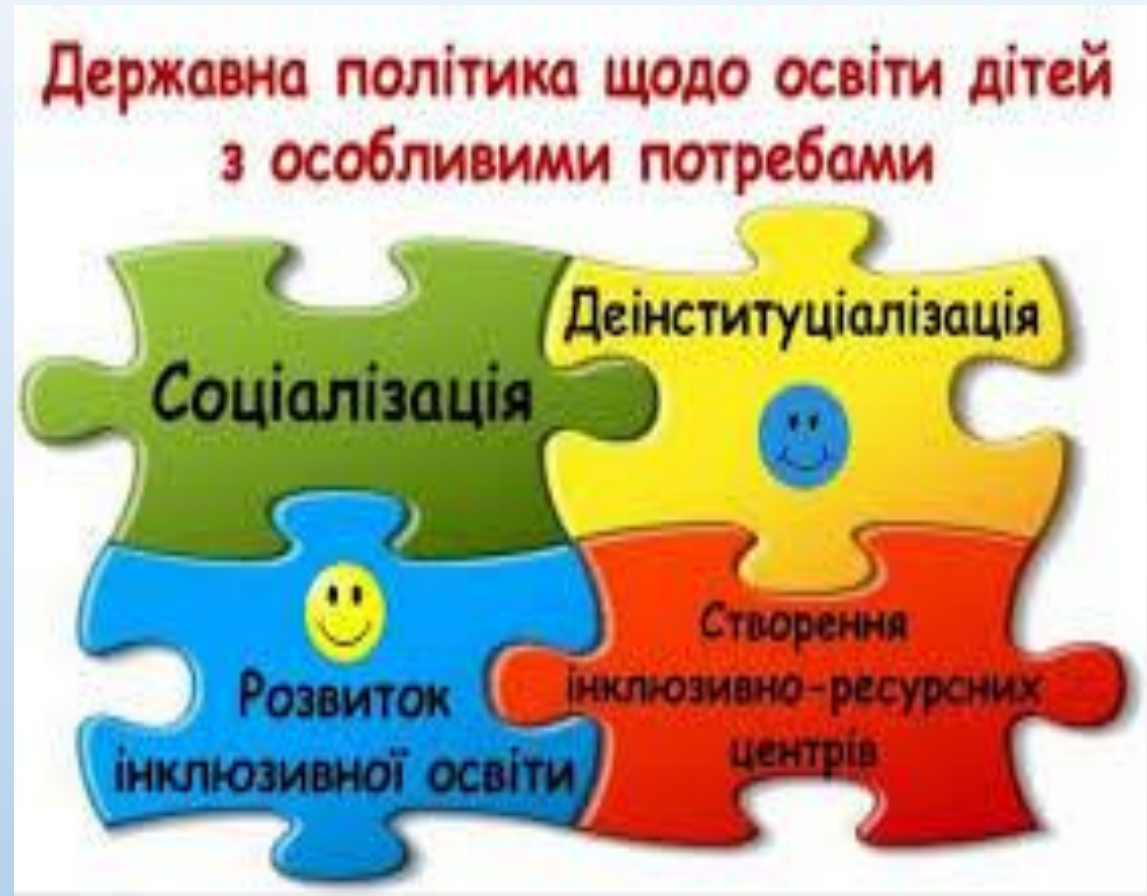 Державна політика щодо освіти дітей
з особливими потребами
Соціалізація
Деінституціалізація
Розвиток
інклюзивної освіти
Створення
інклюзивно-ресурсних
центрів